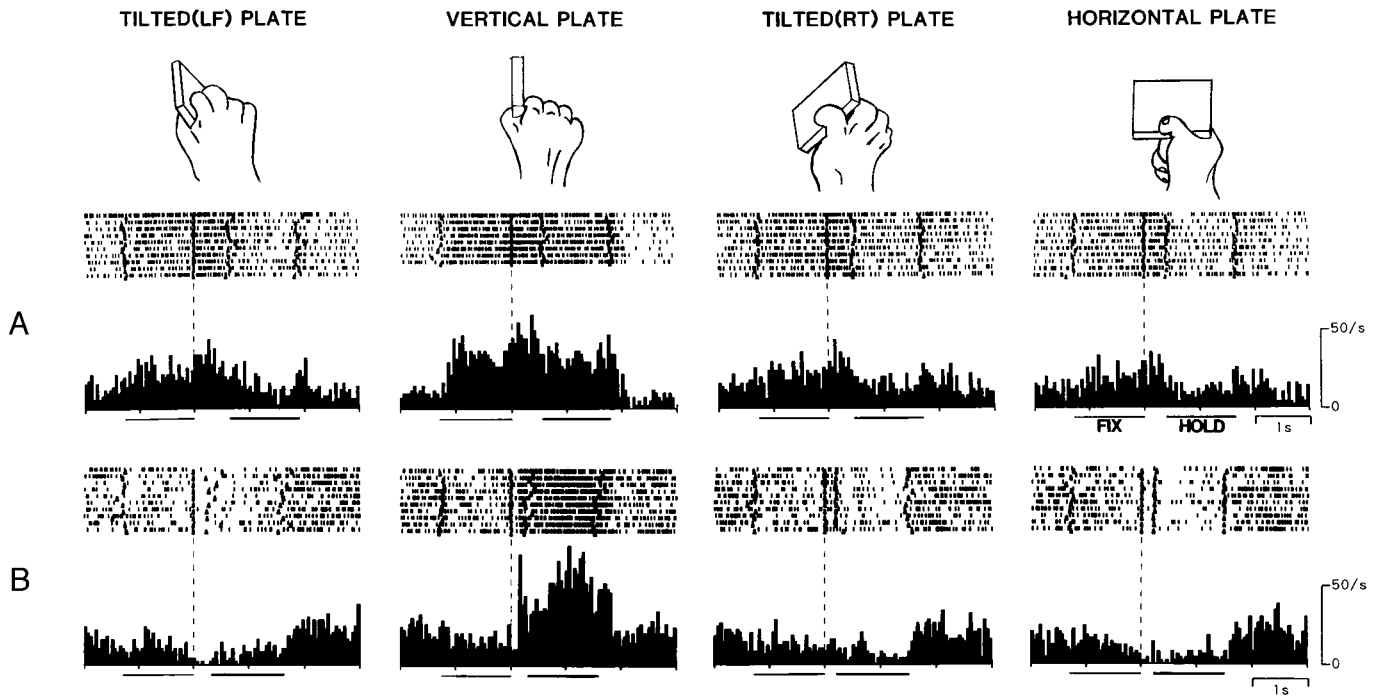 TILTED(LF) PLATE VERTICAL PLATE TILTED(RT) PLATE HORIZONTAL PLATE
A
50/s
0
FIX HOLD 1s
B
50/s
0
1s